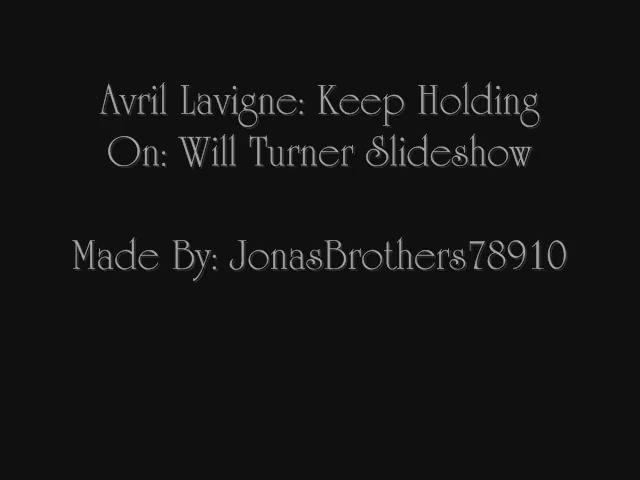 Avril Lavigne: Keep Holding
On: Will Turner Slideshow
Made By: JonasBrothers78910